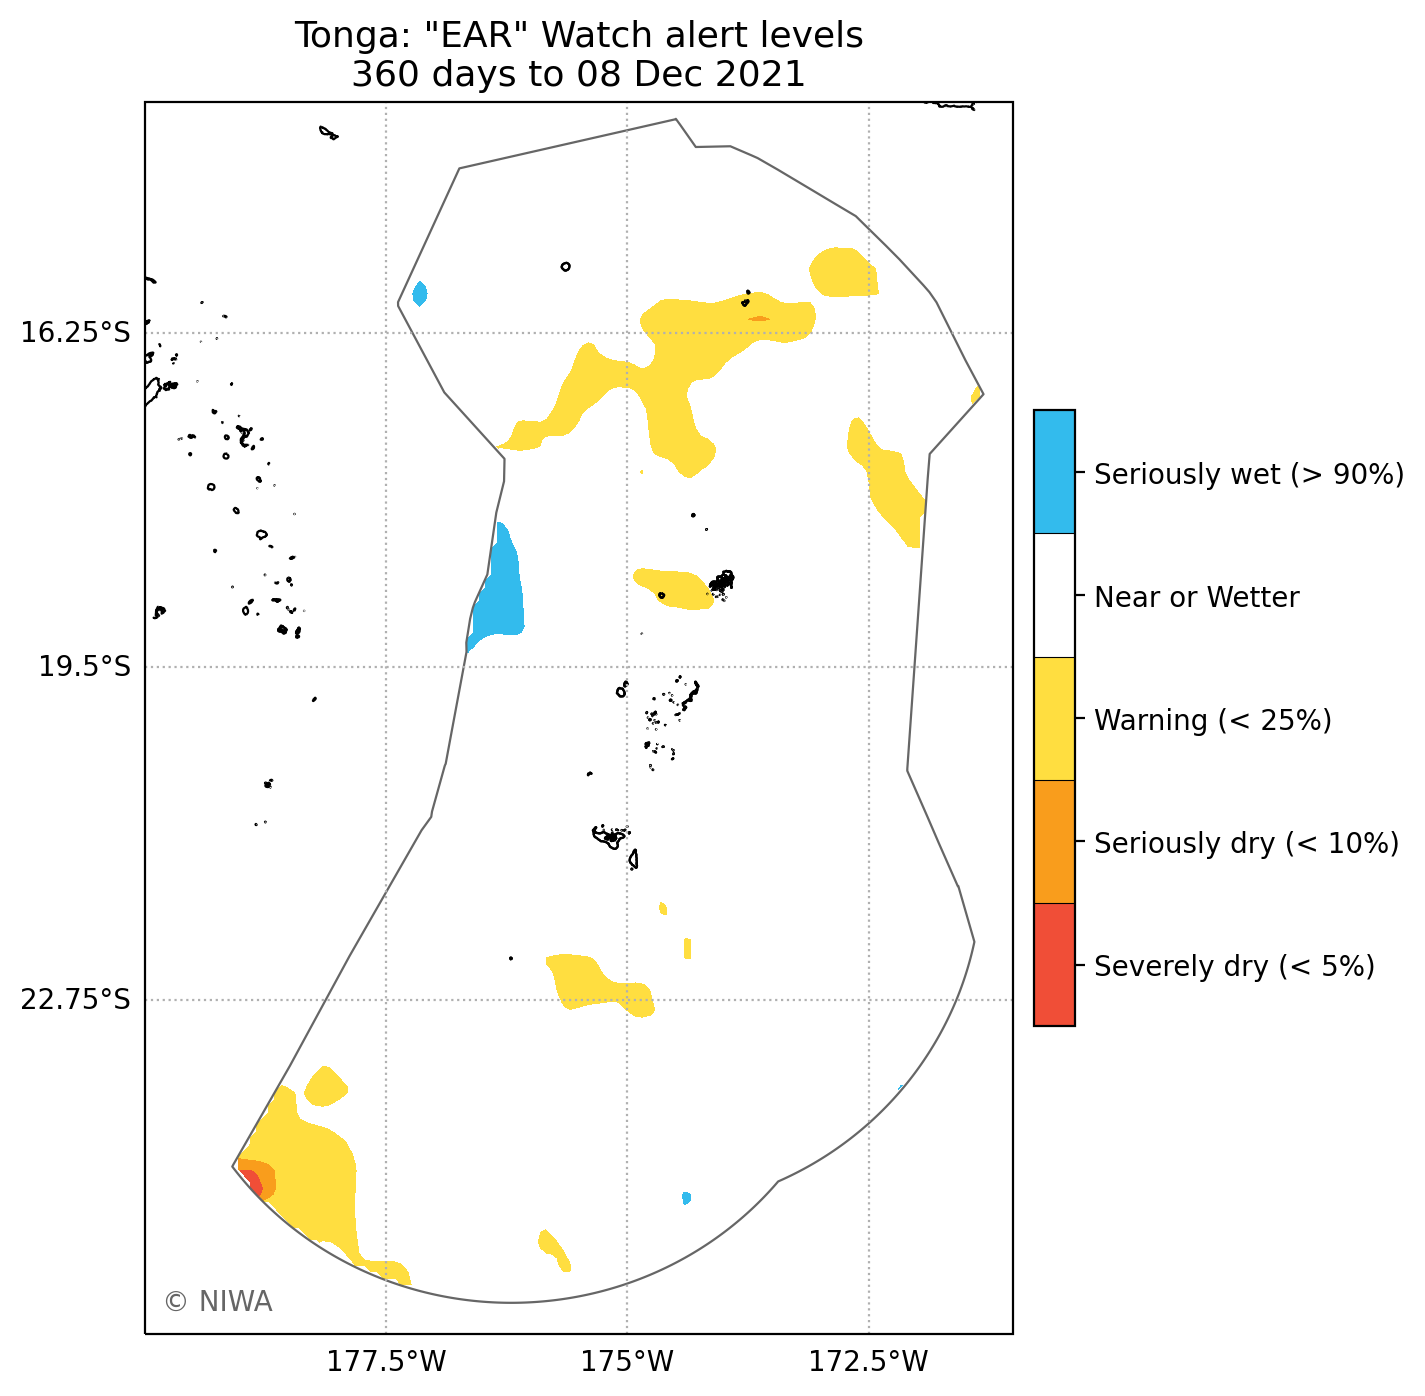 Tonga: "EAR" Watch alert levels
360 days to 08 Dec 2021
16.25°S
19.5°S
22.75°S
177.5°W
175°W
172.5°W
Seriously wet (> 90%)
Near or Wetter
Warning (< 25%)
Seriously dry (< 10%)
Severely dry (< 5%)
© NIWA